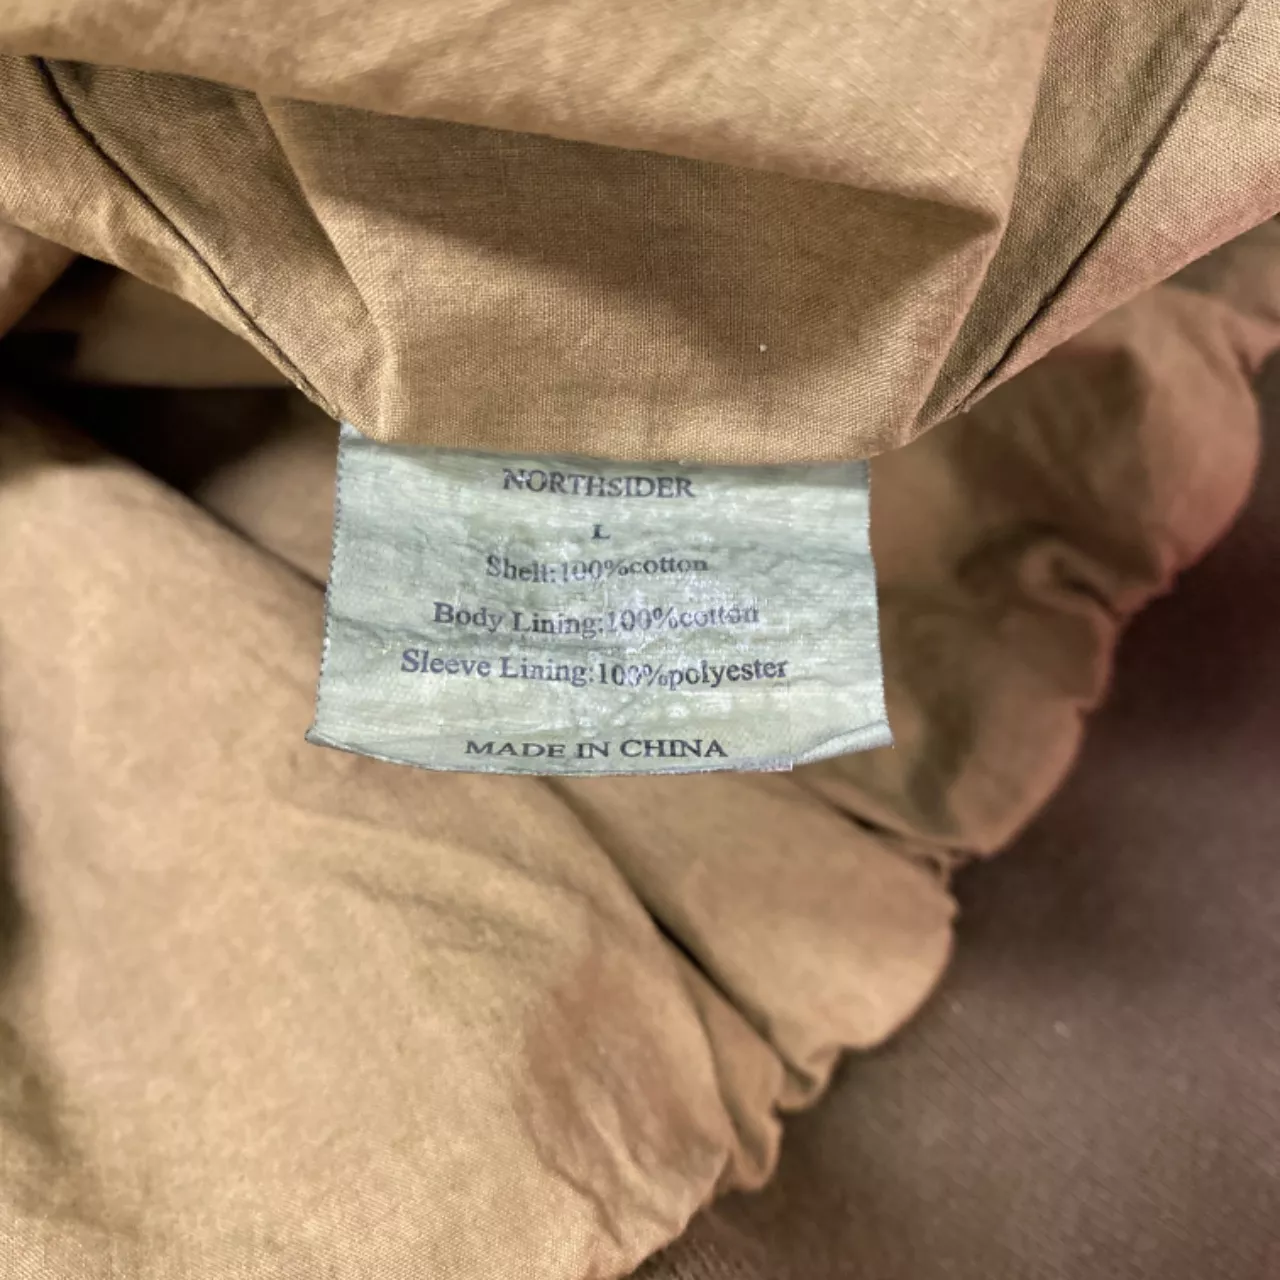 NORTHSIDER
L
Shell:100%cotton
Body Lining:100%cotton
Sleeve Lining:100%polyester
MADE IN CHINA